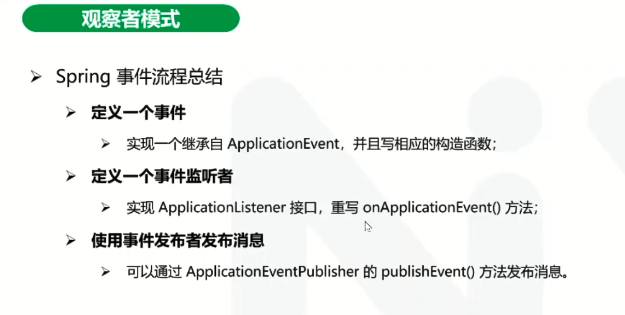 观察者模式
Spring 事件流程总结
定义一个事件
实现一个继承自 ApplicationEvent，并且写相应的构造函数；
定义一个事件监听者
实现 ApplicationListener 接口，重写 onApplicationEvent() 方法；
使用事件发布者发布消息
可以通过 ApplicationEventPublisher 的 publishEvent() 方法发布消息。